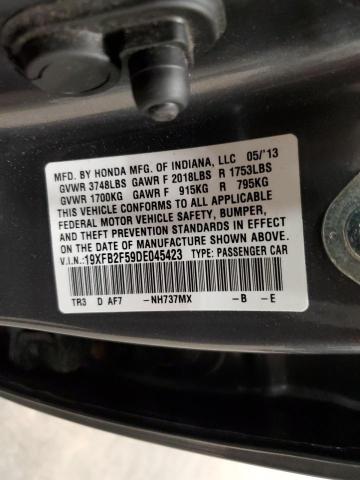 MFD. BY HONDA MFG. OF INDIANA, LLC 05/'13
GVWR 3748LBS GAWR F 2018LBS R 1753LBS
GVWR 1700KG GAWR F 915KG R 795KG
THIS VEHICLE CONFORMS TO ALL APPLICABLE
FEDERAL MOTOR VEHICLE SAFETY, BUMPER,
AND THEFT PREVENTION STANDARDS IN EFFECT
ON THE DATE OF MANUFACTURE SHOWN ABOVE.
V.I.N.:19XFB2F59DE045423 TYPE: PASSENGER CAR
TR3 D AF7 -NH737MX -B -E